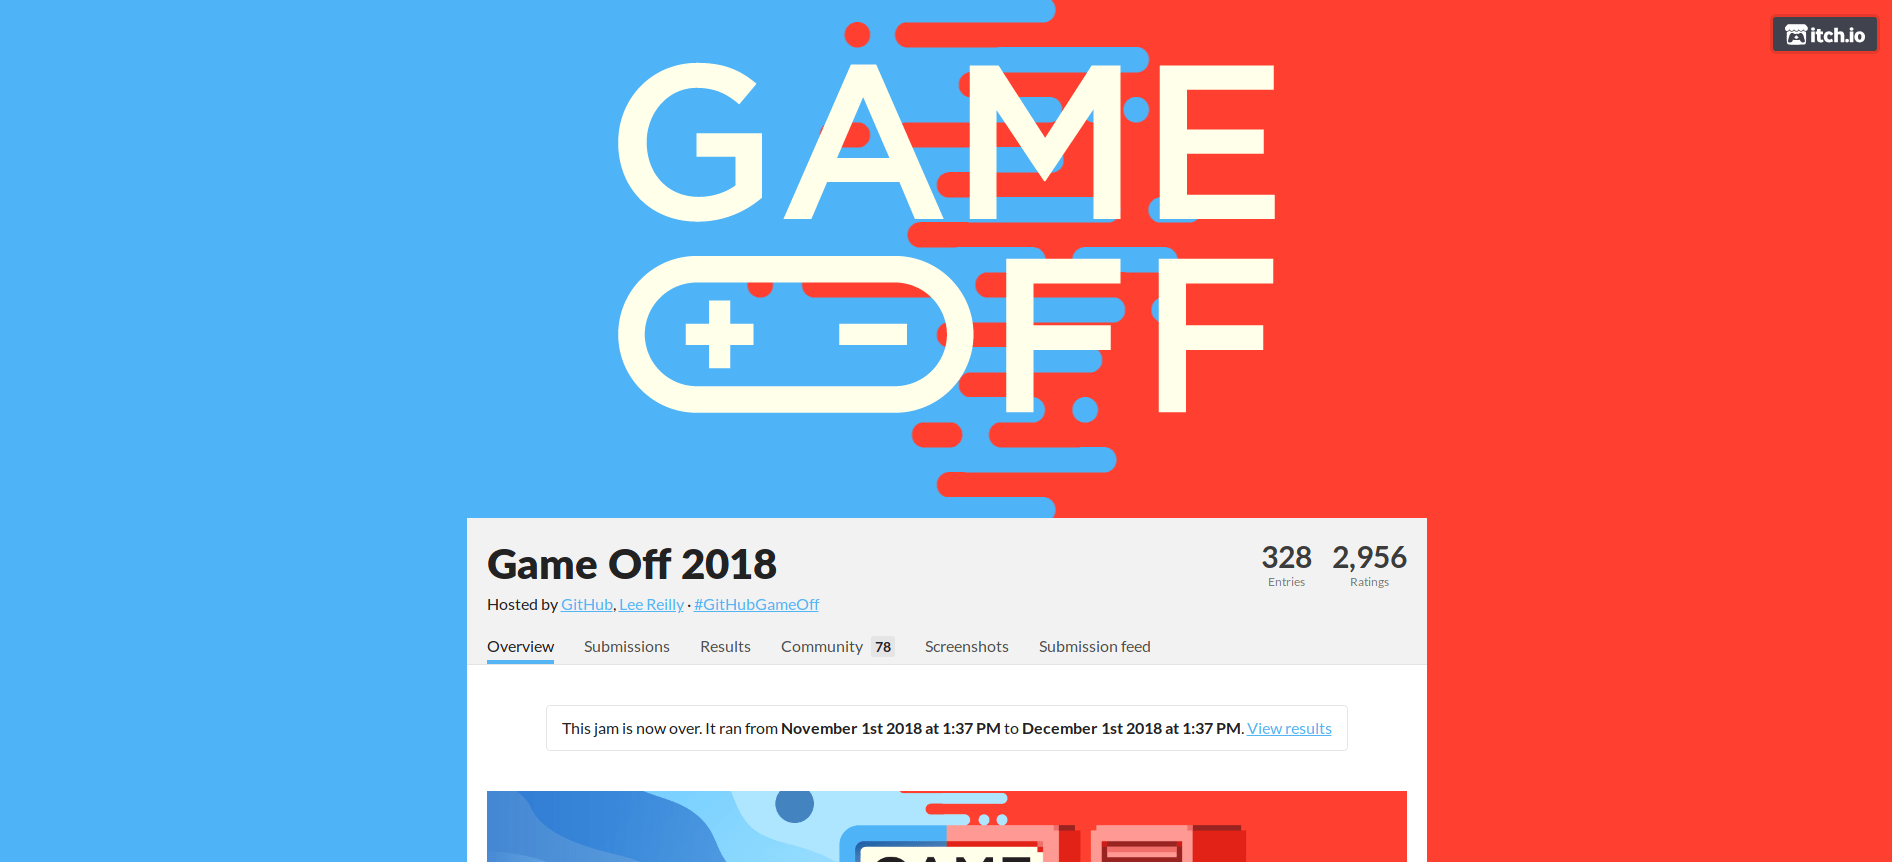 itch.io
GAME
OFF
Game Off 2018
328
Entries
2,956
Ratings
Hosted by GitHub, Lee Reilly · #GitHubGameOff
Overview Submissions Results Community 78 Screenshots Submission feed
This jam is now over. It ran from November 1st 2018 at 1:37 PM to December 1st 2018 at 1:37 PM. View results
GAME